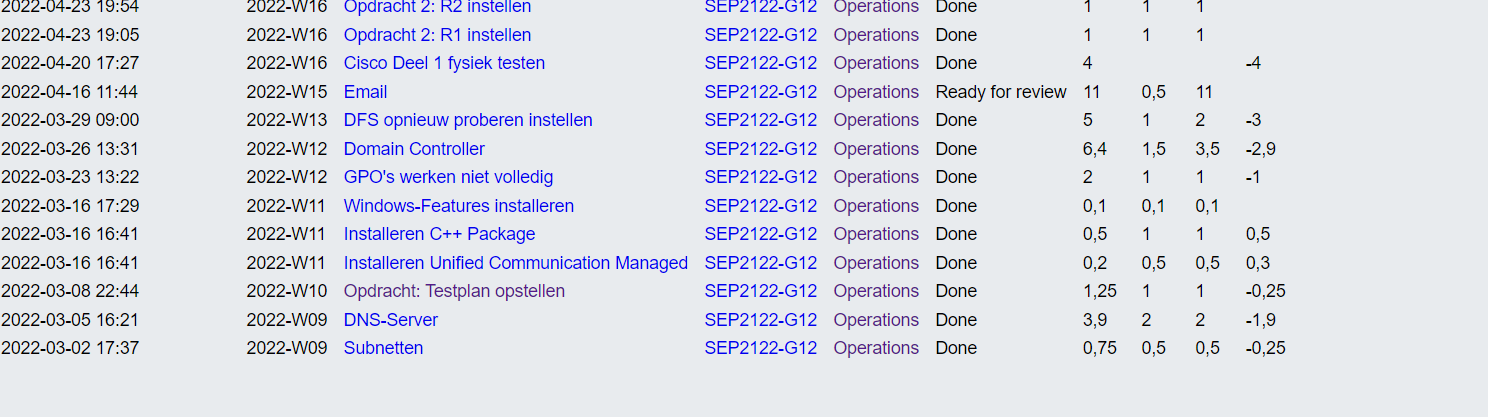 2022-04-23 19:54 2022-W16 Opdracht 2: R2 instellen SEP2122-G12 Operations Done 1 1 1
2022-04-23 19:05 2022-W16 Opdracht 2: R1 instellen SEP2122-G12 Operations Done 1 1 1
2022-04-20 17:27 2022-W16 Cisco Deel 1 fysiek testen SEP2122-G12 Operations Done 4 -4
2022-04-16 11:44 2022-W15 Email SEP2122-G12 Operations Ready for review 11 0,5 11
2022-03-29 09:00 2022-W13 DFS opnieuw proberen instellen SEP2122-G12 Operations Done 5 1 2 -3
2022-03-26 13:31 2022-W12 Domain Controller SEP2122-G12 Operations Done 6,4 1,5 3,5 -2,9
2022-03-23 13:22 2022-W12 GPO's werken niet volledig SEP2122-G12 Operations Done 2 1 1 -1
2022-03-16 17:29 2022-W11 Windows-Features installeren SEP2122-G12 Operations Done 0,1 0,1 0,1
2022-03-16 16:41 2022-W11 Installeren C++ Package SEP2122-G12 Operations Done 0,5 1 1 0,5
2022-03-16 16:41 2022-W11 Installeren Unified Communication Managed SEP2122-G12 Operations Done 0,2 0,5 0,5 0,3
2022-03-08 22:44 2022-W10 Opdracht: Testplan opstellen SEP2122-G12 Operations Done 1,25 1 1 -0,25
2022-03-05 16:21 2022-W09 DNS-Server SEP2122-G12 Operations Done 3,9 2 2 -1,9
2022-03-02 17:37 2022-W09 Subnetten SEP2122-G12 Operations Done 0,75 0,5 0,5 -0,25